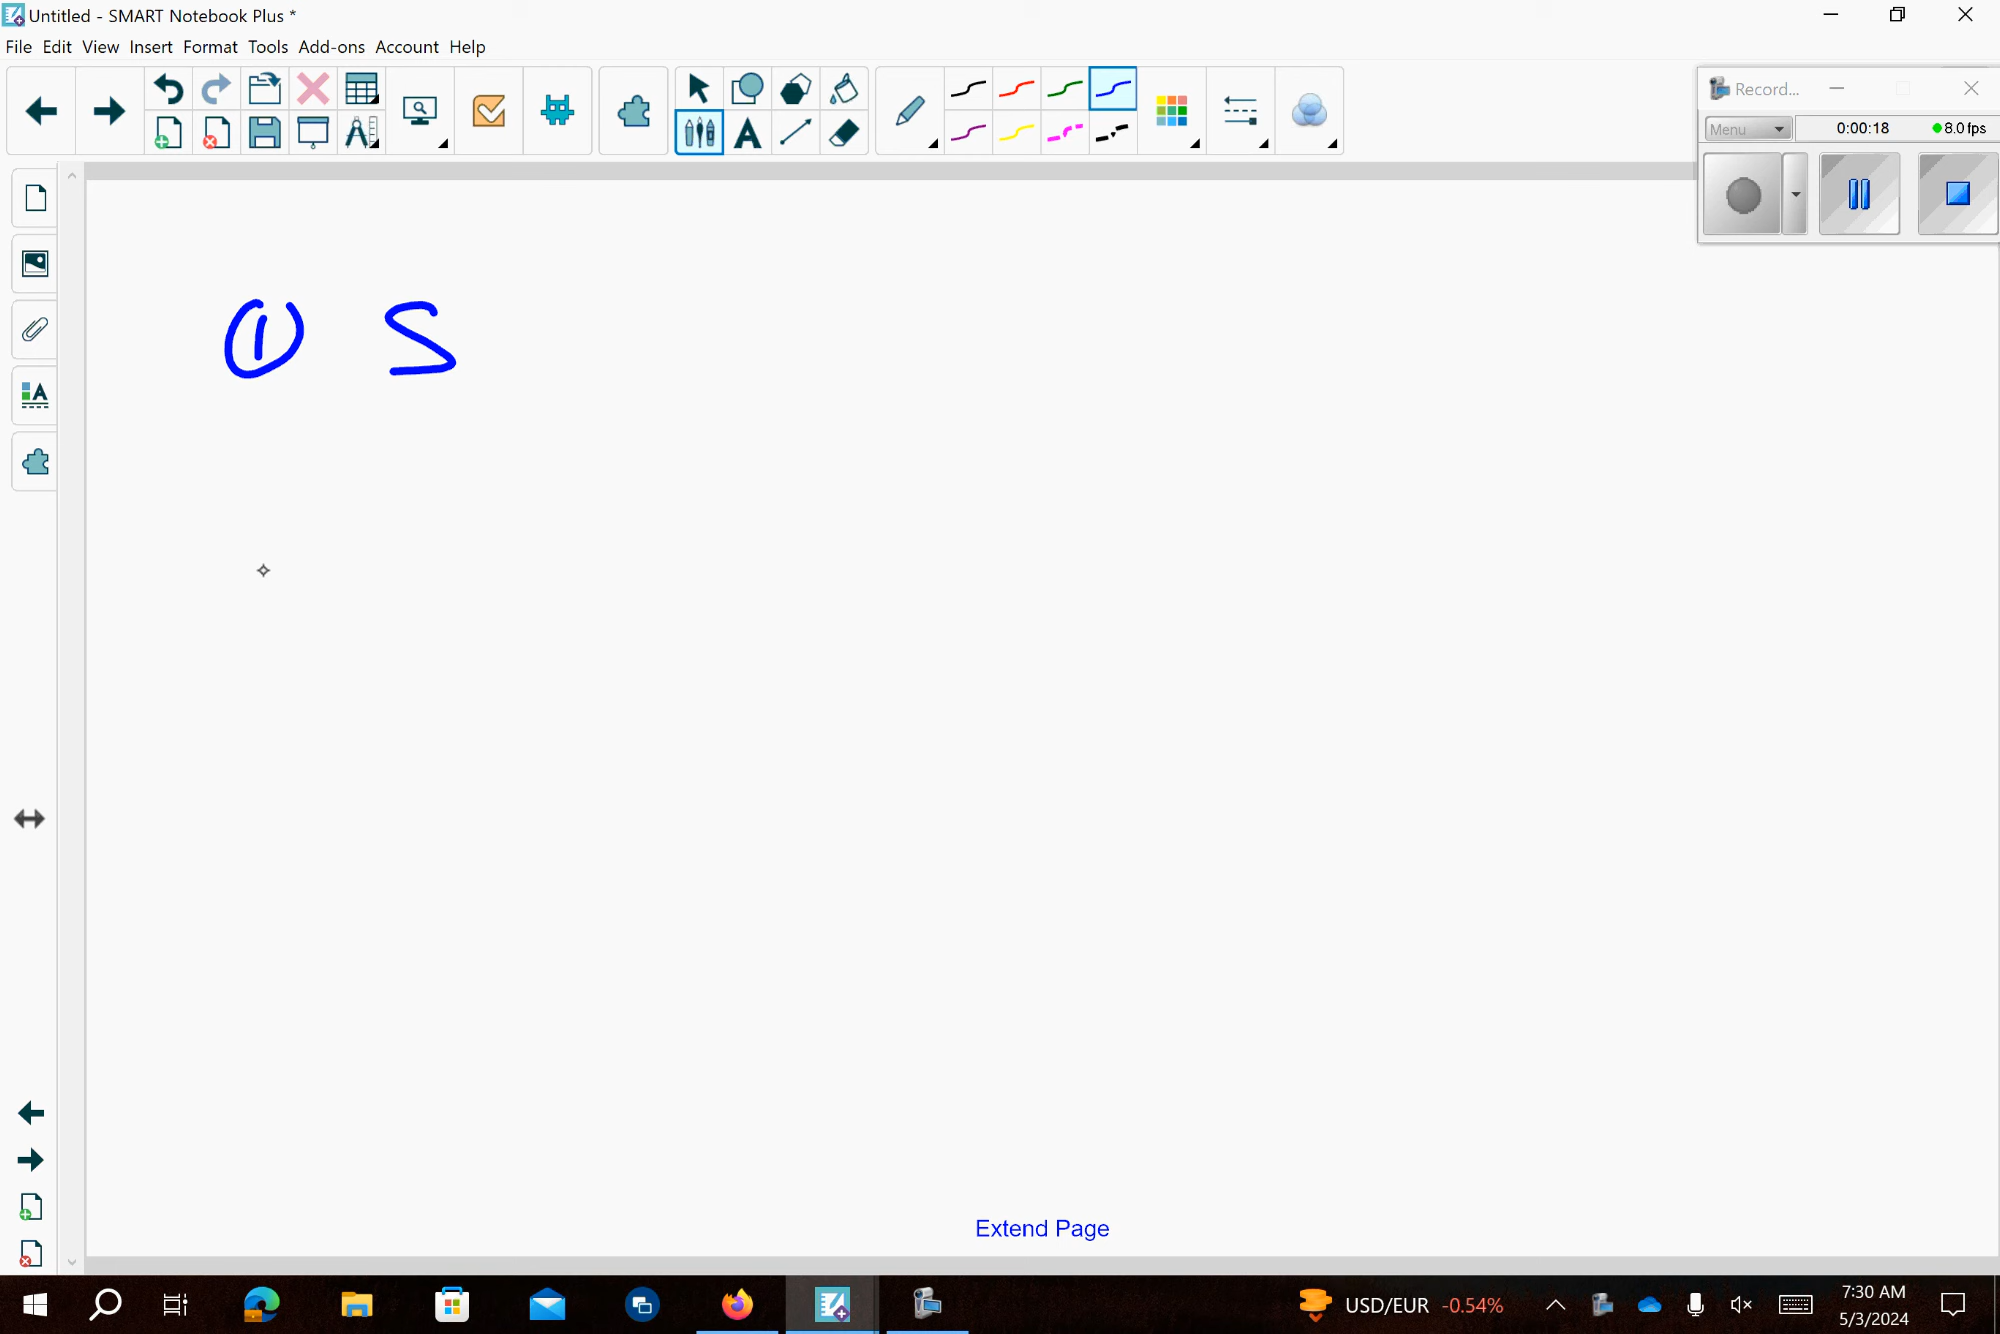 Untitled - SMART Notebook Plus *
File Edit View Insert Format Tools Add-ons Account Help
Record...
Menu 0:00:18 8.0 fps
① S
Extend Page
USD/EUR -0.54%
7:30 AM
5/3/2024